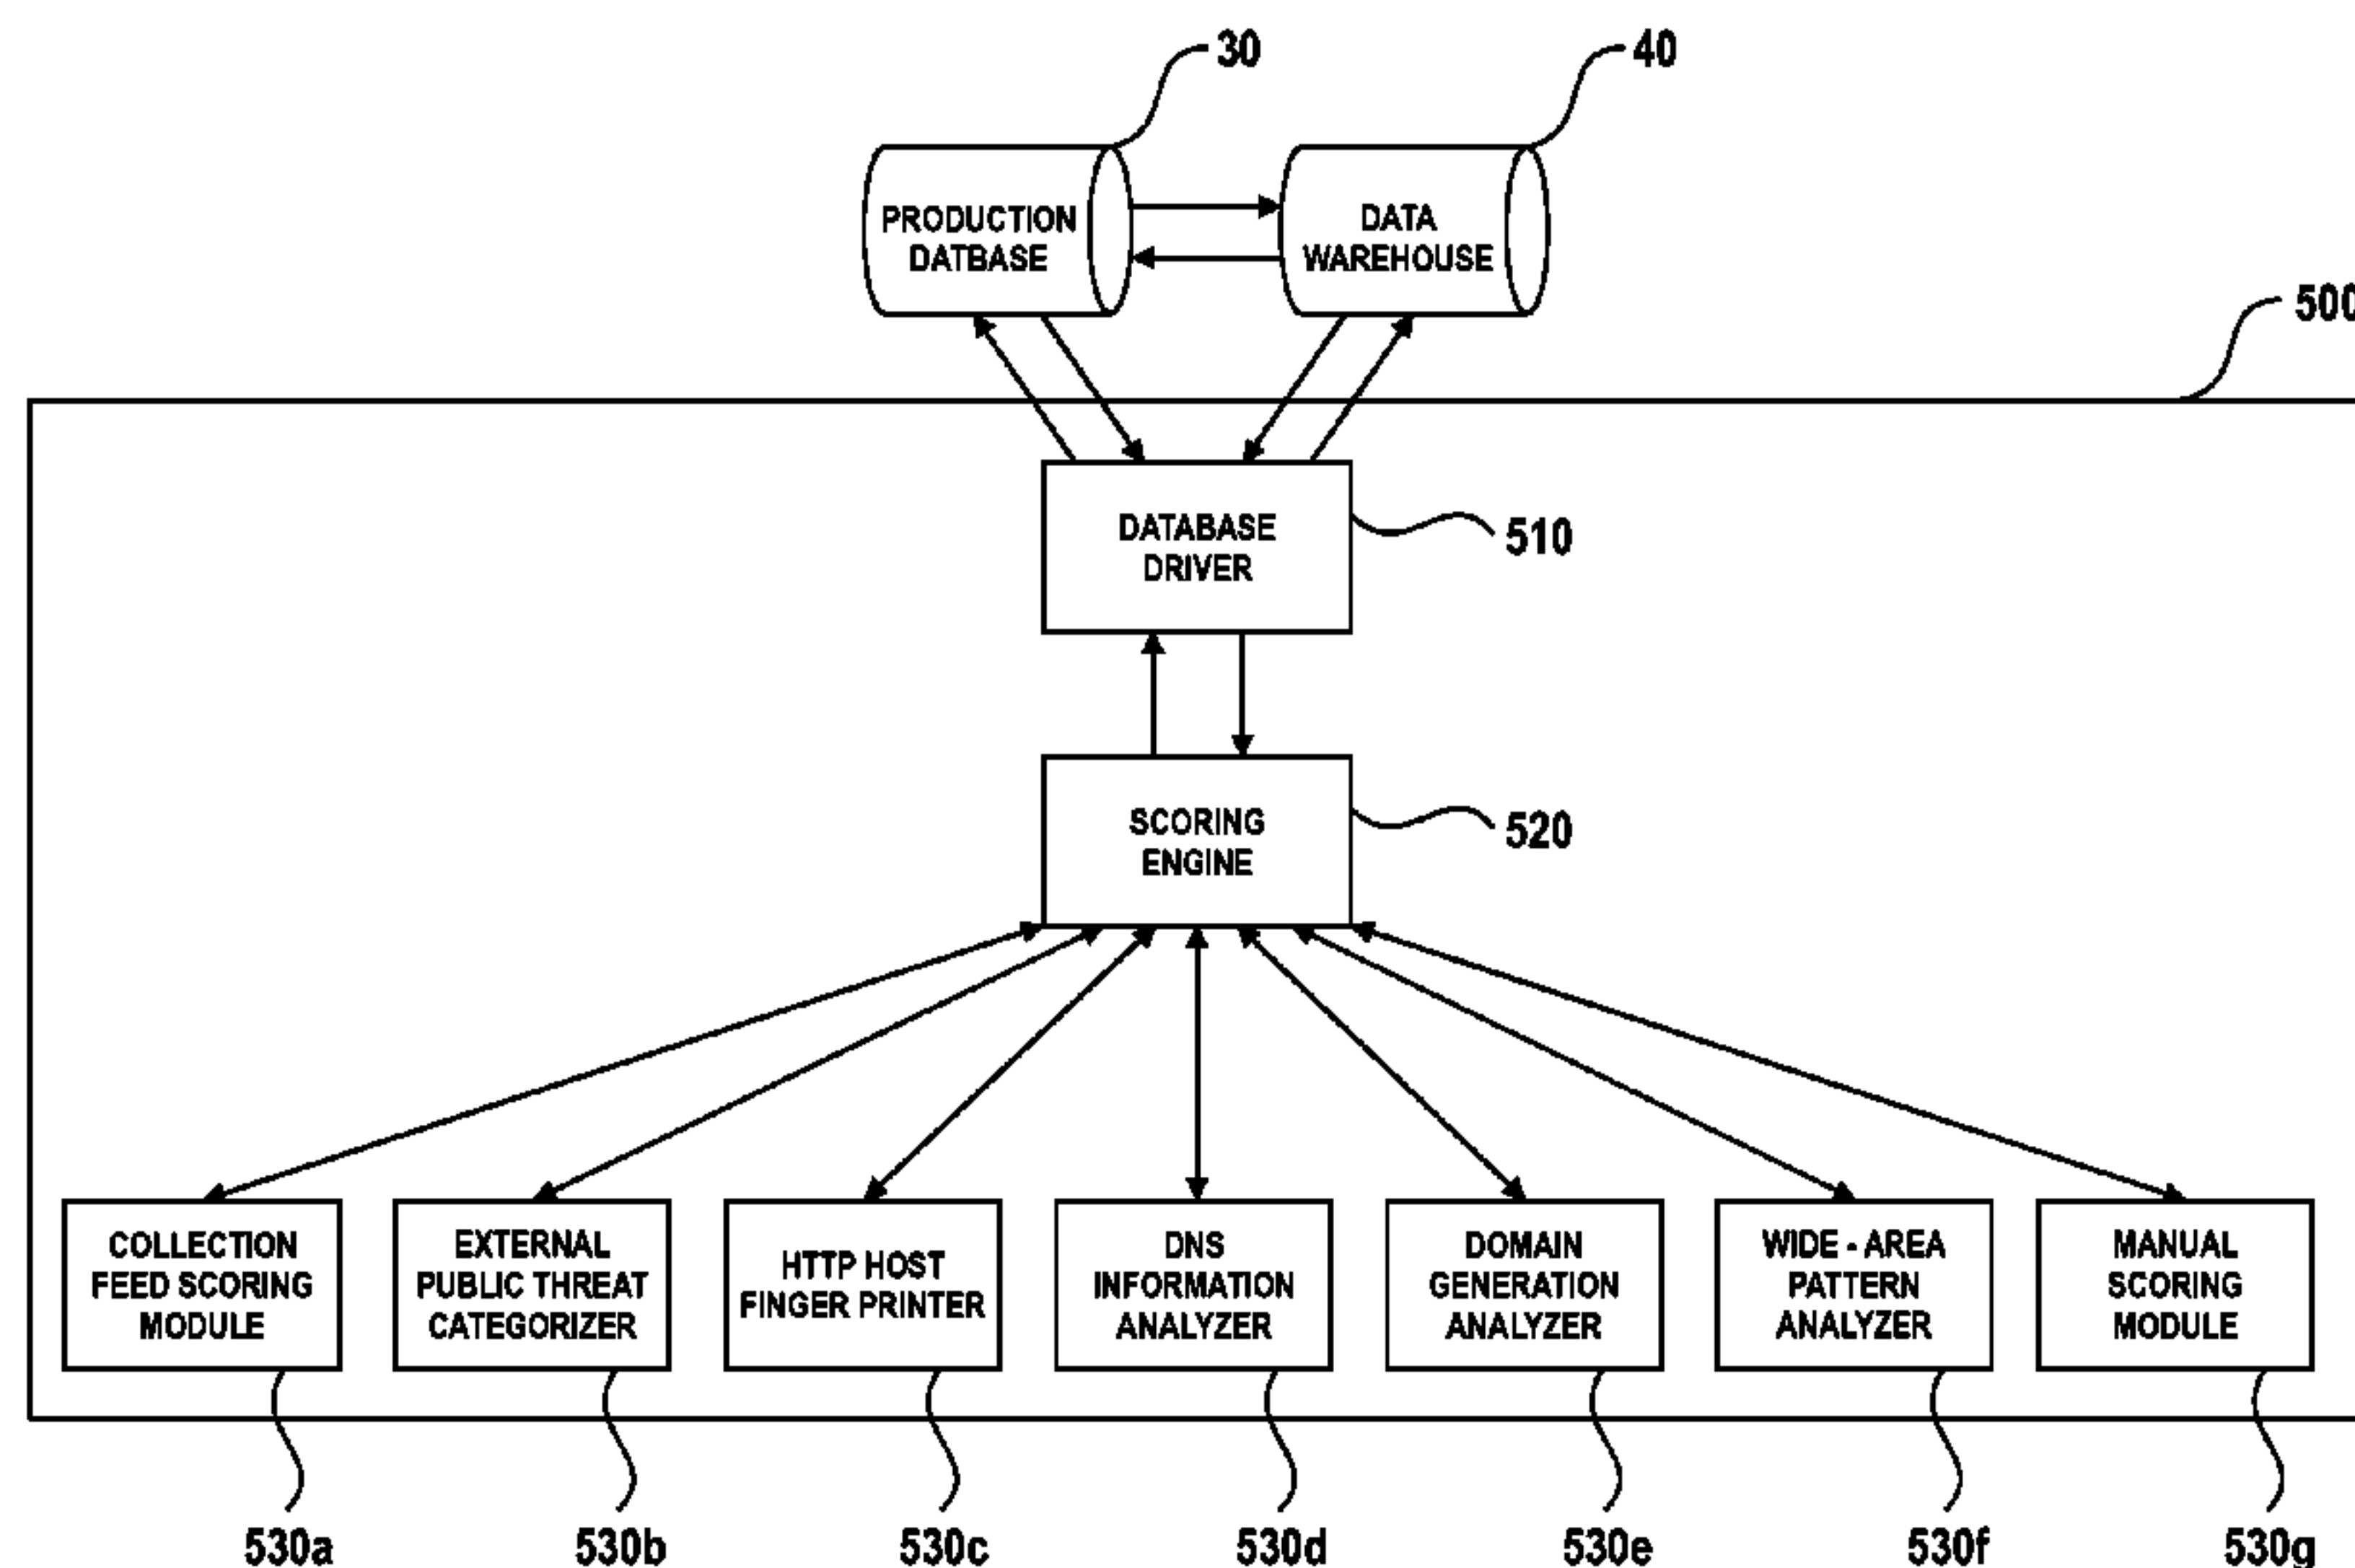 30
40
PRODUCTION
DATBASE
DATA
WAREHOUSE
500
DATABASE
DRIVER
510
SCORING
ENGINE
520
COLLECTION
FEED SCORING
MODULE
EXTERNAL
PUBLIC THREAT
CATEGORIZER
HTTP HOST
FINGER PRINTER
DNS
INFORMATION
ANALYZER
DOMAIN
GENERATION
ANALYZER
WIDE - AREA
PATTERN
ANALYZER
MANUAL
SCORING
MODULE
530a
530b
530c
530d
530e
530f
530g